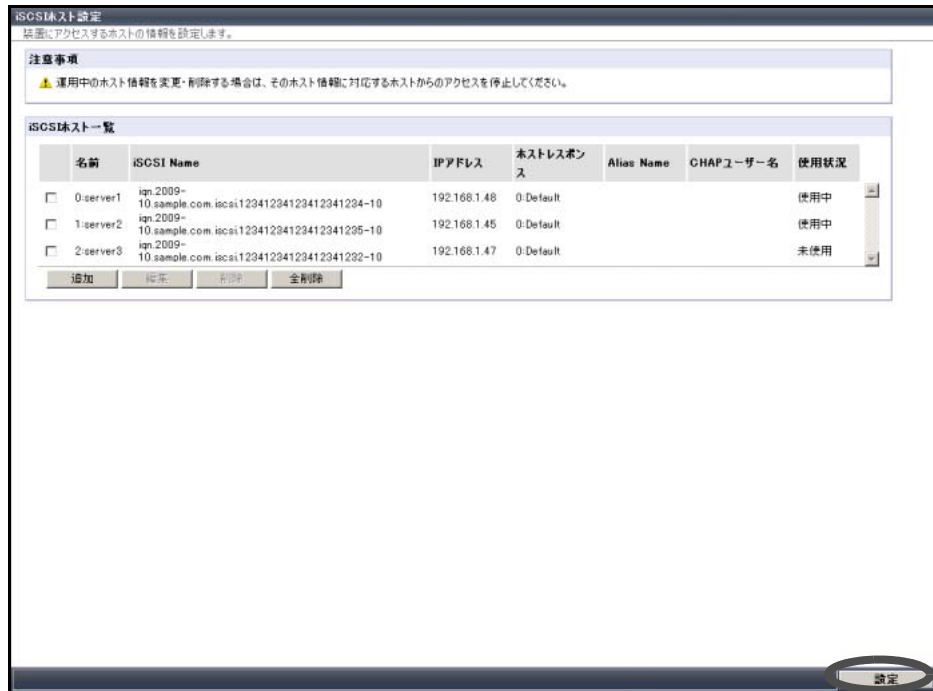 iSCSIホスト設定
装置にアクセスするホストの情報を設定します。
注意事項
運用中のホスト情報を変更・削除する場合は、そのホスト情報に対応するホストからのアクセスを停止してください。
iSCSIホスト一覧
名前 iSCSI Name IPアドレス ホストレスポンス Alias Name CHAPユーザー名 使用状況
0:server1 iqn.2009-10.sample.com.iscsi.12341234123412341234-10 192.168.1.48 0:Default 使用中
1:server2 iqn.2009-10.sample.com.iscsi.12341234123412341235-10 192.168.1.45 0:Default 使用中
2:server3 iqn.2009-10.sample.com.iscsi.12341234123412341232-10 192.168.1.47 0:Default 未使用
追加 編集 削除 全削除
設定